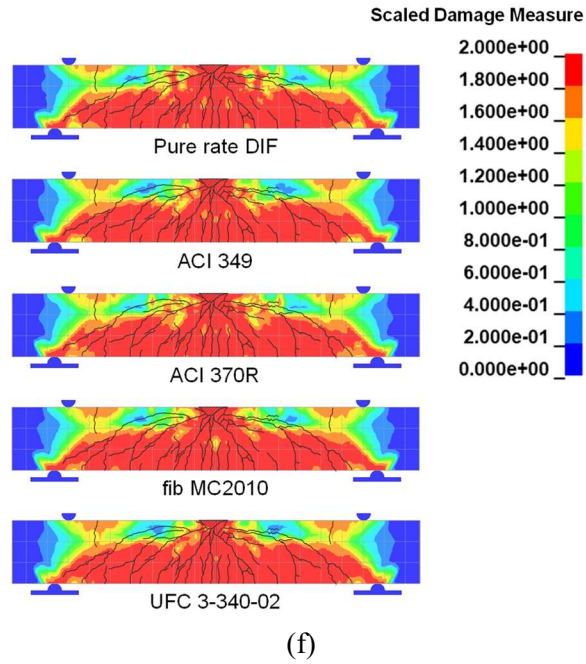 Scaled Damage Measure
2.000e+00
1.800e+00
1.600e+00
1.400e+00
1.200e+00
1.000e+00
8.000e-01
6.000e-01
4.000e-01
2.000e-01
0.000e+00
Pure rate DIF
ACI 349
ACI 370R
fib MC2010
UFC 3-340-02
(f)